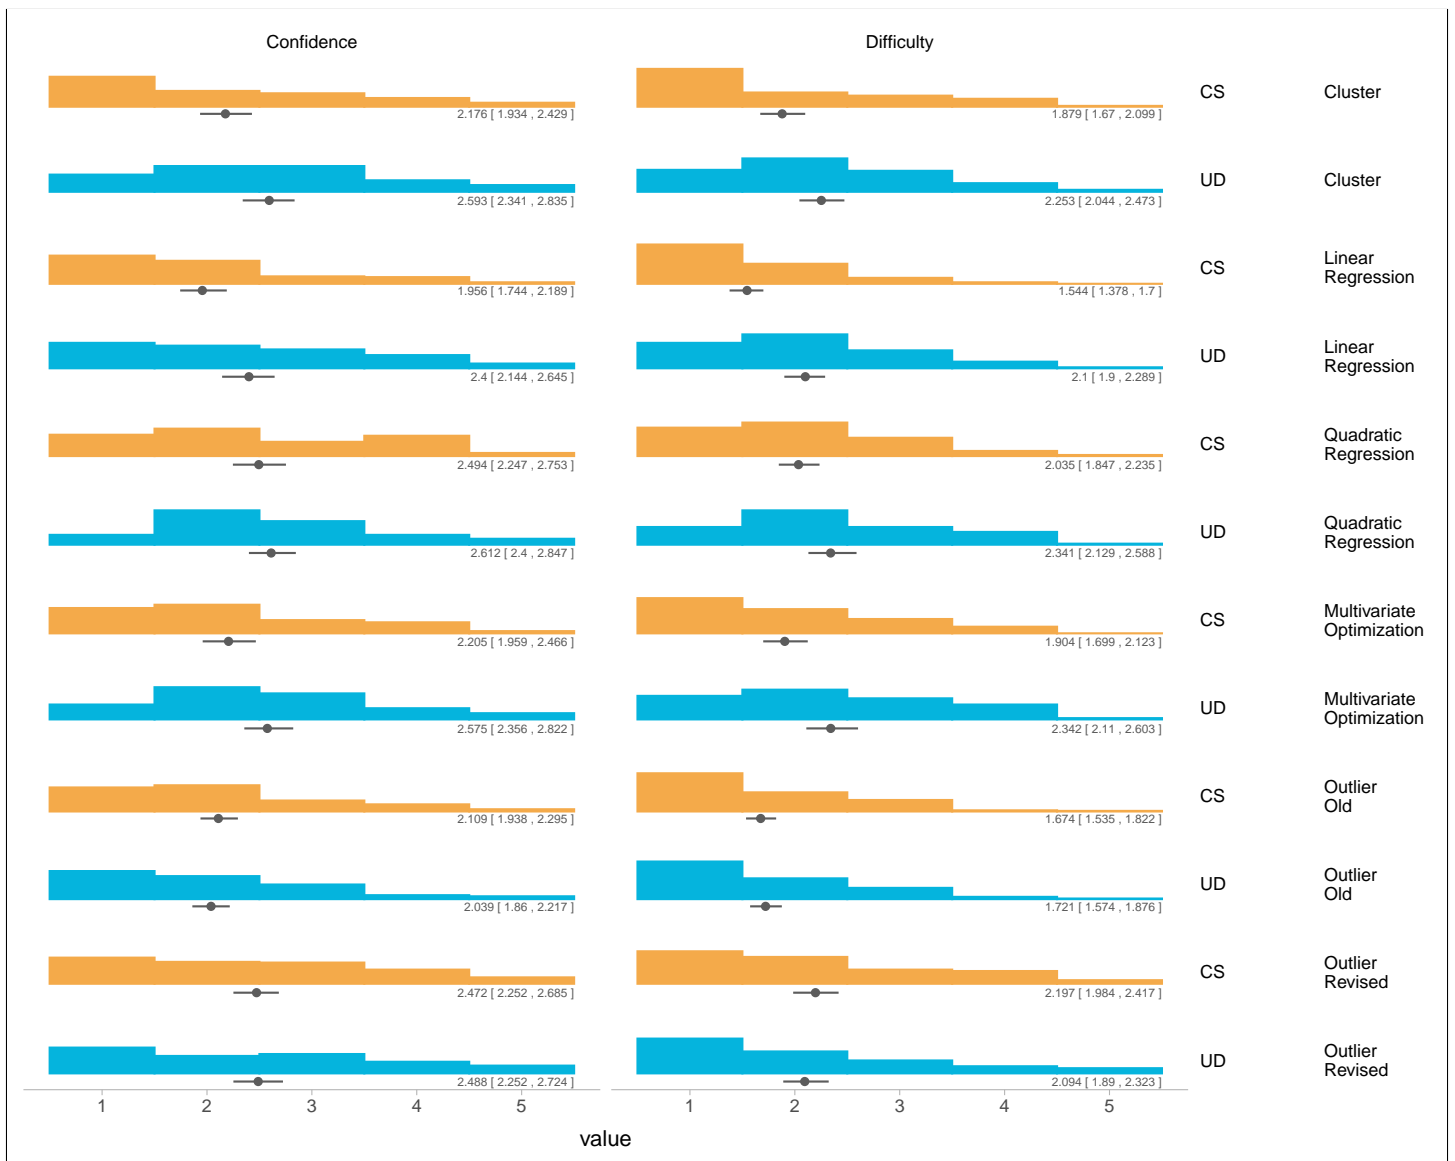 Confidence
Difficulty
CS
Cluster
2.176 [ 1.934 , 2.429 ]
1.879 [ 1.67 , 2.099 ]
UD
Cluster
2.593 [ 2.341 , 2.835 ]
2.253 [ 2.044 , 2.473 ]
CS
Linear
Regression
1.956 [ 1.744 , 2.189 ]
1.544 [ 1.378 , 1.7 ]
UD
Linear
Regression
2.4 [ 2.144 , 2.645 ]
2.1 [ 1.9 , 2.289 ]
CS
Quadratic
Regression
2.494 [ 2.247 , 2.753 ]
2.035 [ 1.847 , 2.235 ]
UD
Quadratic
Regression
2.612 [ 2.4 , 2.847 ]
2.341 [ 2.129 , 2.588 ]
CS
Multivariate
Optimization
2.205 [ 1.959 , 2.466 ]
1.904 [ 1.699 , 2.123 ]
UD
Multivariate
Optimization
2.575 [ 2.356 , 2.822 ]
2.342 [ 2.11 , 2.603 ]
CS
Outlier
Old
2.109 [ 1.938 , 2.295 ]
1.674 [ 1.535 , 1.822 ]
UD
Outlier
Old
2.039 [ 1.86 , 2.217 ]
1.721 [ 1.574 , 1.876 ]
CS
Outlier
Revised
2.472 [ 2.252 , 2.685 ]
2.197 [ 1.984 , 2.417 ]
UD
Outlier
Revised
2.488 [ 2.252 , 2.724 ]
2.094 [ 1.89 , 2.323 ]
1 2 3 4 5
1 2 3 4 5
value